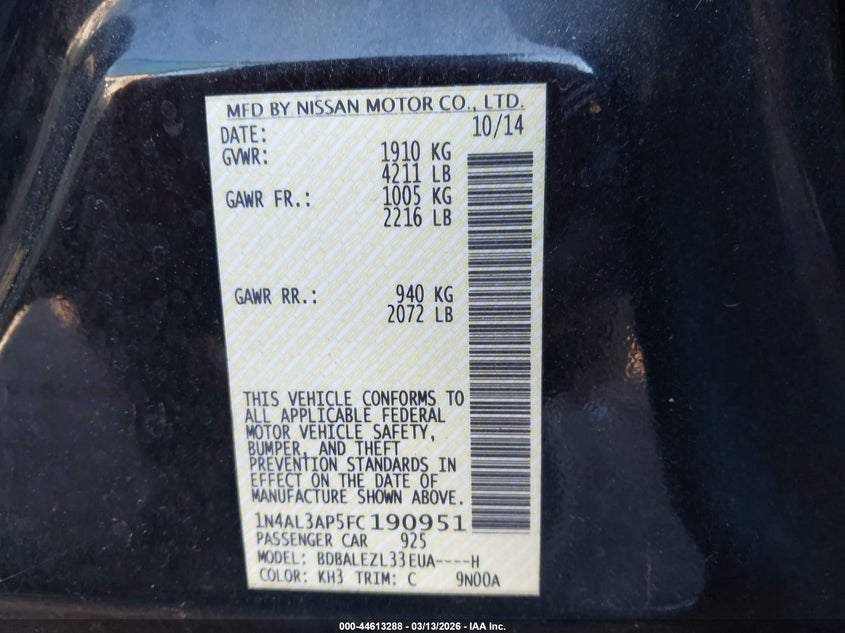 MFD BY NISSAN MOTOR CO., LTD.
DATE: 10/14
GVWR: 1910 KG
4211 LB
GAWR FR.: 1005 KG
2216 LB
GAWR RR.: 940 KG
2072 LB
THIS VEHICLE CONFORMS TO
ALL APPLICABLE FEDERAL
MOTOR VEHICLE SAFETY,
BUMPER, AND THEFT
PREVENTION STANDARDS IN
EFFECT ON THE DATE OF
MANUFACTURE SHOWN ABOVE.
1N4AL3AP5FC190951
PASSENGER CAR 925
MODEL: BDBALEZL33EUA----H
COLOR: KH3 TRIM: C 9N00A
000-44613288 - 03/13/2026 - IAA Inc.